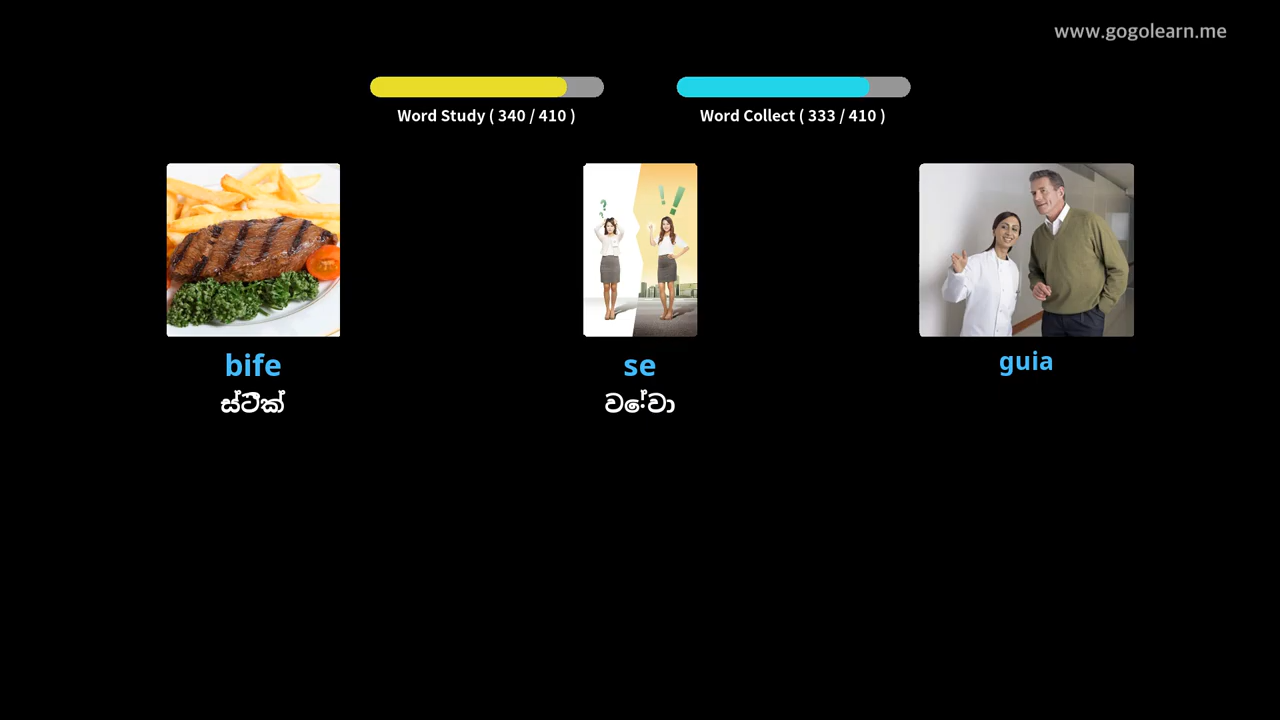 www.gogolearn.me
Word Study ( 340 / 410 )
Word Collect ( 333 / 410 )
bife
se
guia
ස්ටීක්